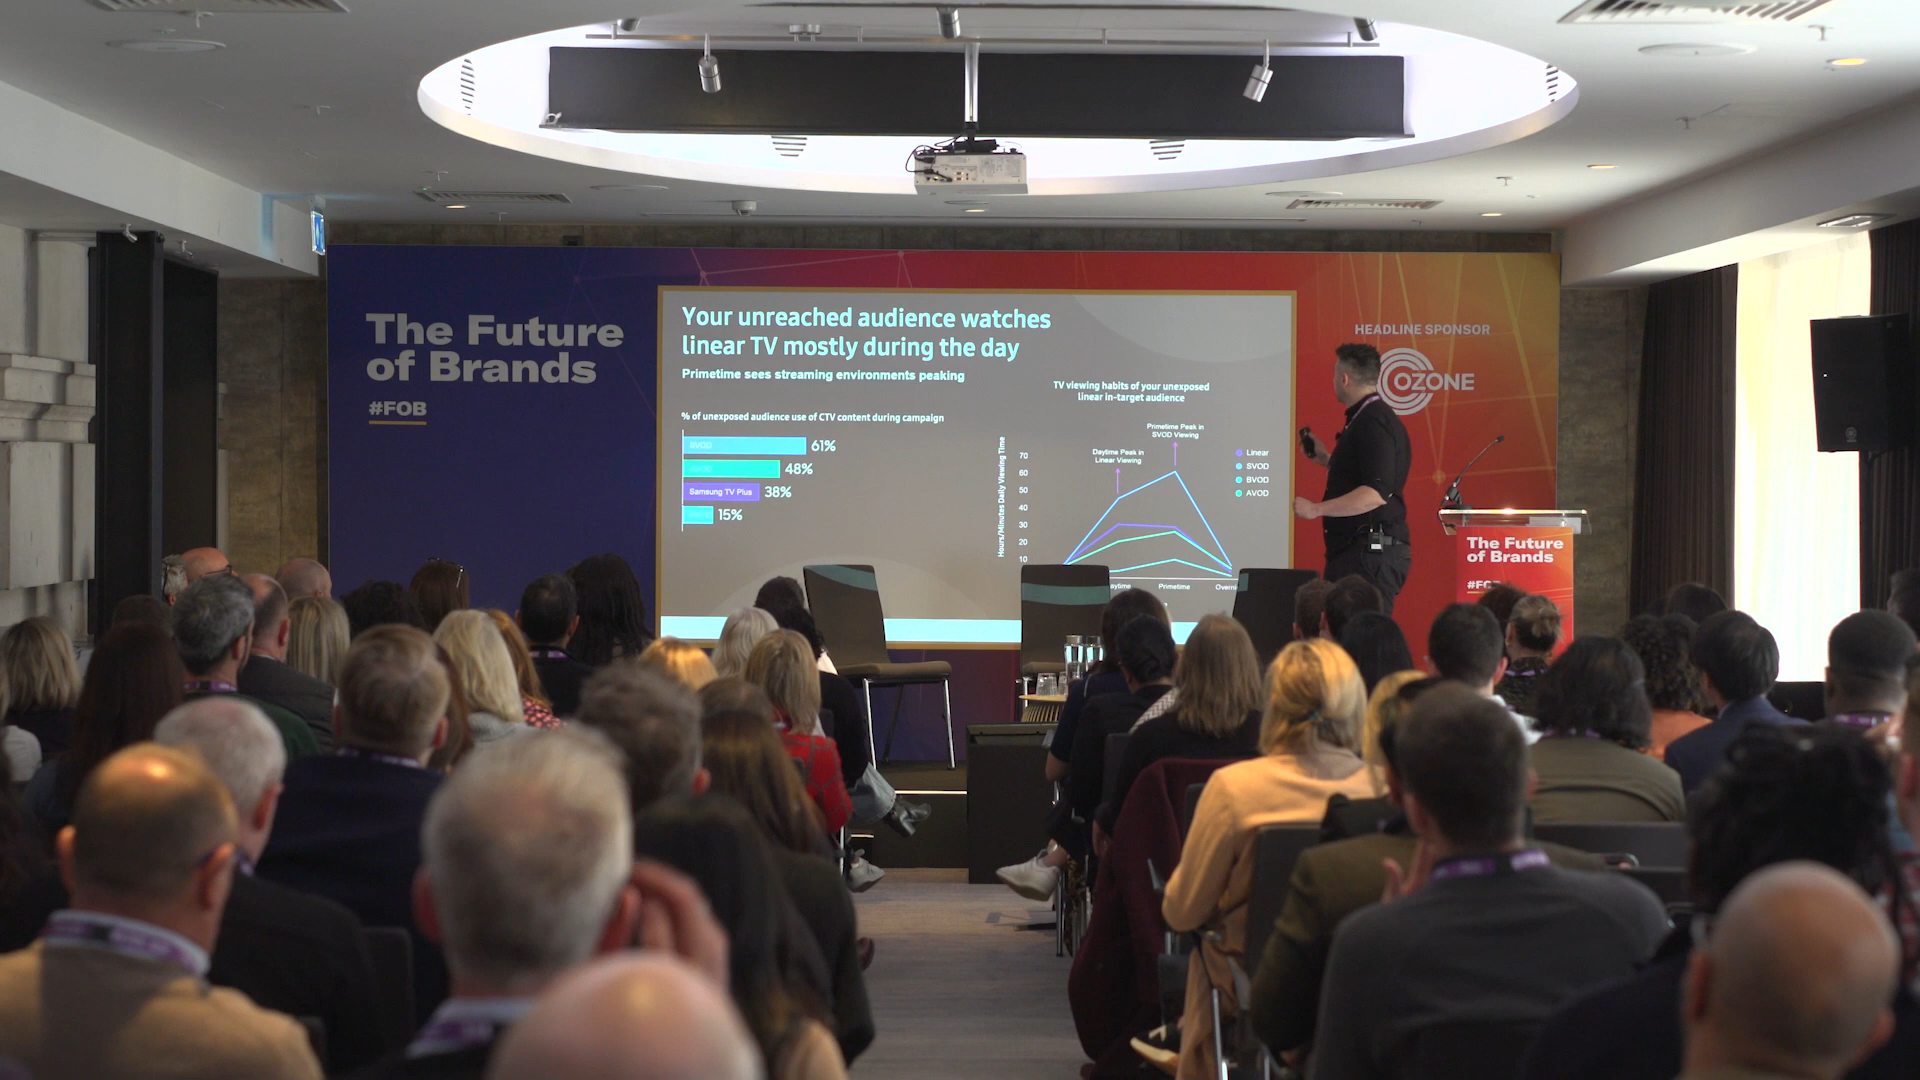 The Future
of Brands
#FOB
Your unreached audience watches
linear TV mostly during the day
Primetime sees streaming environments peaking
% of unexposed audience use of CTV content during campaign
61%
48%
Samsung TV Plus 38%
15%
TV viewing habits of your unexposed
linear in-target audience
Hours/Minutes Daily Viewing Time
70
60
50
40
30
20
10
Daytime Peak in
Linear Viewing
Primetime Peak in
SVOD Viewing
Primetime
Linear
SVOD
BVOD
AVOD
HEADLINE SPONSOR
OZONE
The Future
of Brands